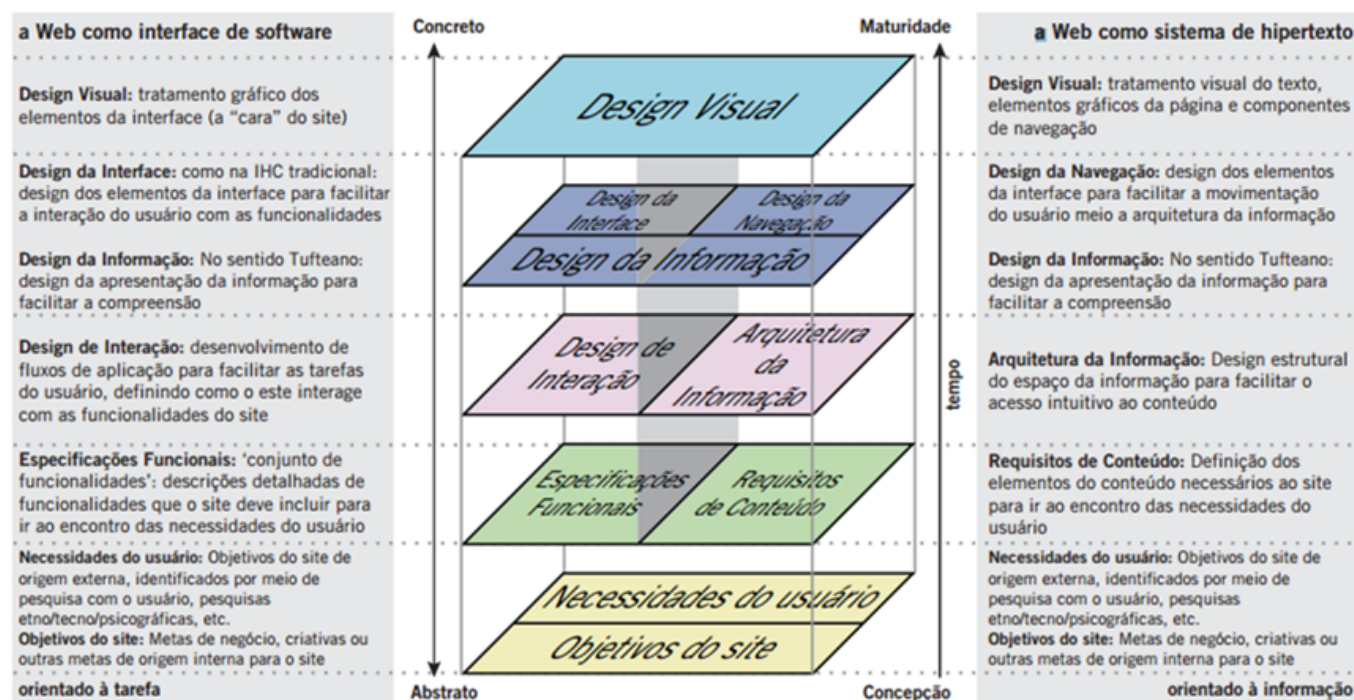 a Web como interface de software
Design Visual: tratamento gráfico dos
elementos da interface (a “cara” do site)
Design da Interface: como na IHC tradicional:
design dos elementos da interface para facilitar
a interação do usuário com as funcionalidades
Design da Informação: No sentido Tufteano:
design da apresentação da informação para
facilitar a compreensão
Design de Interação: desenvolvimento de
fluxos de aplicação para facilitar as tarefas
do usuário, definindo como o este interage
com as funcionalidades do site
Especificações Funcionais: ‘conjunto de
funcionalidades’: descrições detalhadas de
funcionalidades que o site deve incluir para
ir ao encontro das necessidades do usuário
Necessidades do usuário: Objetivos do site de
origem externa, identificados por meio de
pesquisa com o usuário, pesquisas
etno/tecno/psicográficas, etc.
Objetivos do site: Metas de negócio, criativas ou
outras metas de origem interna para o site
orientado à tarefa
Concreto
Maturidade
Design Visual
Design da
Interface
Design da
Navegação
Design da Informação
Design de
Interação
Arquitetura
da
Informação
Especificações
Funcionais
Requisitos
de Conteúdo
Necessidades do usuário
Objetivos do site
tempo
Abstrato
Concepção
a Web como sistema de hipertexto
Design Visual: tratamento visual do texto,
elementos gráficos da página e componentes
de navegação
Design da Navegação: design dos elementos
da interface para facilitar a movimentação
do usuário meio a arquitetura da informação
Design da Informação: No sentido Tufteano:
design da apresentação da informação para
facilitar a compreensão
Arquitetura da Informação: Design estrutural
do espaço da informação para facilitar o
acesso intuitivo ao conteúdo
Requisitos de Conteúdo: Definição dos
elementos do conteúdo necessários ao site
para ir ao encontro das necessidades do
usuário
Necessidades do usuário: Objetivos do site de
origem externa, identificados por meio de
pesquisa com o usuário, pesquisas
etno/tecno/psicográficas, etc.
Objetivos do site: Metas de negócio, criativas ou
outras metas de origem interna para o site
orientado à informação